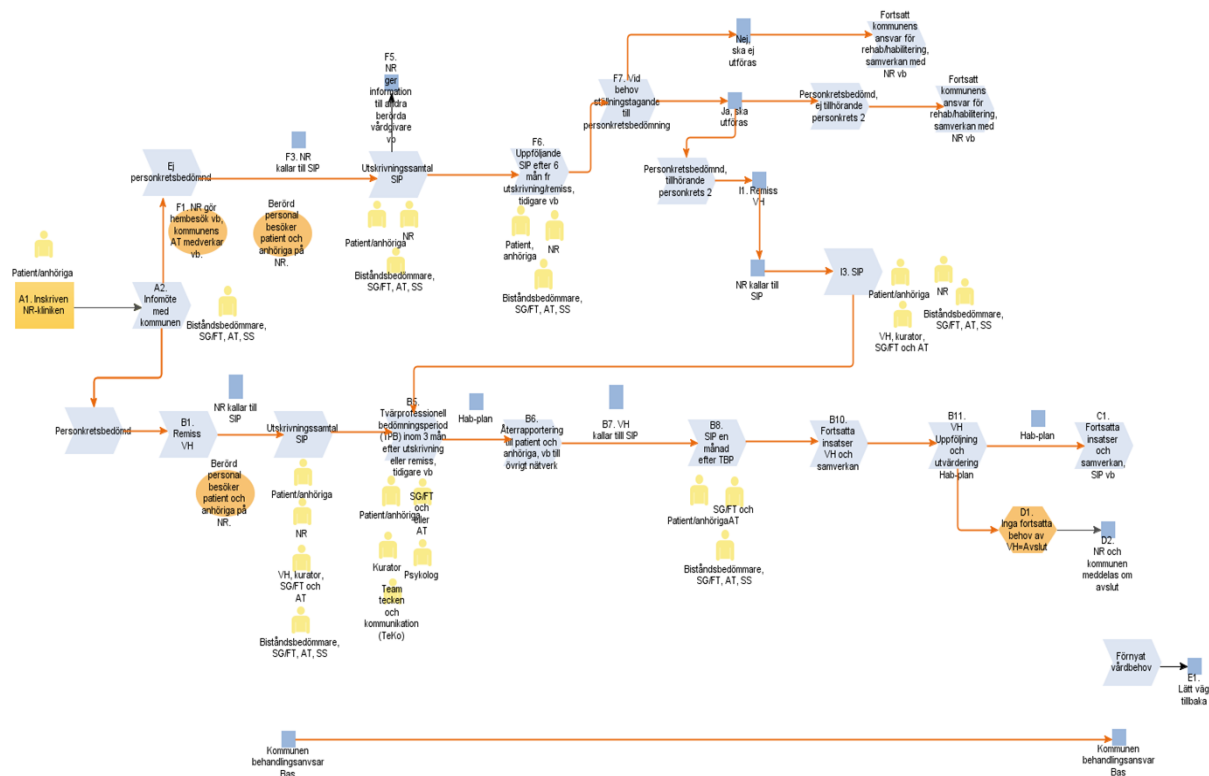 Fortsatt
kommunens
ansvar för
rehab/habilitering,
samverkan med
NR vb
Nej,
ska ej
utföras
F5.
NR
ger
information
till andra
berörda
vårdgivare
vb
F7. Vid
behov
ställningstagande
till
personkretsbedömning
Ja, ska
utföras
Personkretsbedömd,
ej tillhörande
personkrets 2
Fortsatt
kommunens
ansvar för
rehab/habilitering,
samverkan med
NR vb
Ej
personkretsbedömnd
F3. NR
kallar till SIP
Utskrivningssamtal
SIP
F6.
Uppföljande
SIP efter 6
mån fr
utskrivning/remiss,
tidigare vb
Personkretsbedömnd,
tillhörande
personkrets 2
I1. Remiss
VH
F1. NR gör
hembesök vb,
kommunens
AT medverkar
vb.
Berörd
personal
besöker
patient och
anhöriga på
NR.
Patient/anhöriga
NR
Biståndsbedömmare,
SG/FT, AT, SS
Patient,
anhöriga
NR
Biståndsbedömmare,
SG/FT, AT, SS
Patient/anhöriga
A1. Inskriven
NR-kliniken
A2.
Infomöte
med
kommunen
Biståndsbedömmare,
SG/FT, AT, SS
NR kallar till
SIP
I3. SIP
Patient/anhöriga
NR
Biståndsbedömmare,
SG/FT, AT, SS
VH, kurator,
SG/FT och AT
Personkretsbedömd
B1.
Remiss
VH
NR kallar till
SIP
Utskrivningssamtal
SIP
B5.
Tvärprofessionell
bedömningsperiod
(TPB) inom 3 mån
efter utskrivning
eller remiss,
tidigare vb
Hab-plan
B6.
Återrapportering
till patient och
anhöriga, vb till
övrigt nätverk
B7. VH
kallar till SIP
B8.
SIP en
månad
efter TBP
B10.
Fortsatta
insatser
VH och
samverkan
B11.
VH
Uppföljning
och
utvärdering
Hab-plan
Hab-plan
C1.
Fortsatta
insatser
och
samverkan,
SIP vb
Berörd
personal
besöker
patient och
anhöriga på
NR.
Patient/anhöriga
NR
VH, kurator,
SG/FT och
AT
Biståndsbedömmare,
SG/FT, AT, SS
Patient/anhöriga
SG/FT
och
eller
AT
Kurator
Psykolog
Team
tecken
och
kommunikation
(TeKo)
Patient/anhöriga
SG/FT och
AT
Biståndsbedömmare,
SG/FT, AT, SS
D1.
Inga fortsatta
behov av
VH=Avslut
D2.
NR och
kommunen
meddelas om
avslut
Förnyat
vårdbehov
E1.
Lätt väg
tillbaka
Kommunen
behandlingsanvsar
Bas
Kommunen
behandlingsansvar
Bas